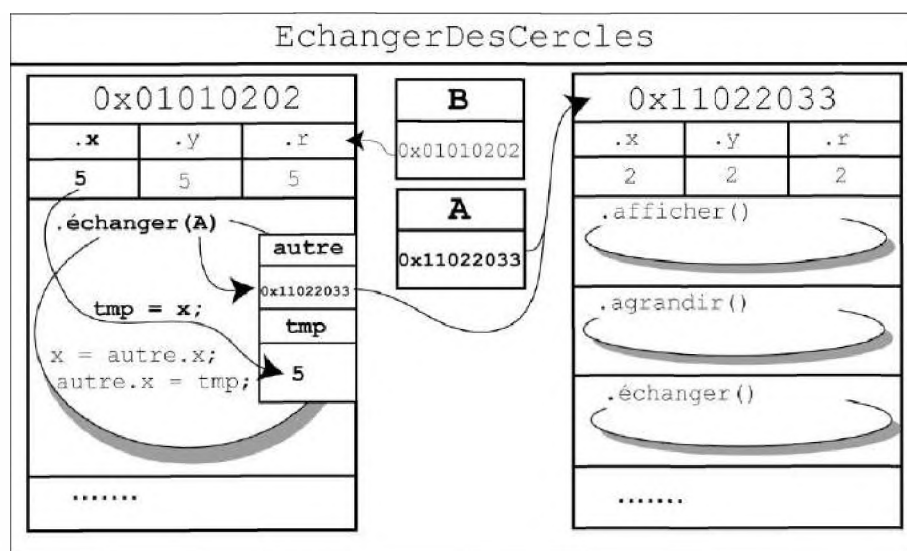 EchangerDesCercles
0x01010202
.x .y .r
5 5 5
.échanger(A)
autre
0x11022033
tmp = x;
tmp
x = autre.x;
5
autre.x = tmp;
.......
B
0x01010202
A
0x11022033
0x11022033
.x .y .r
2 2 2
.afficher()
.agrandir()
.échanger()
.......